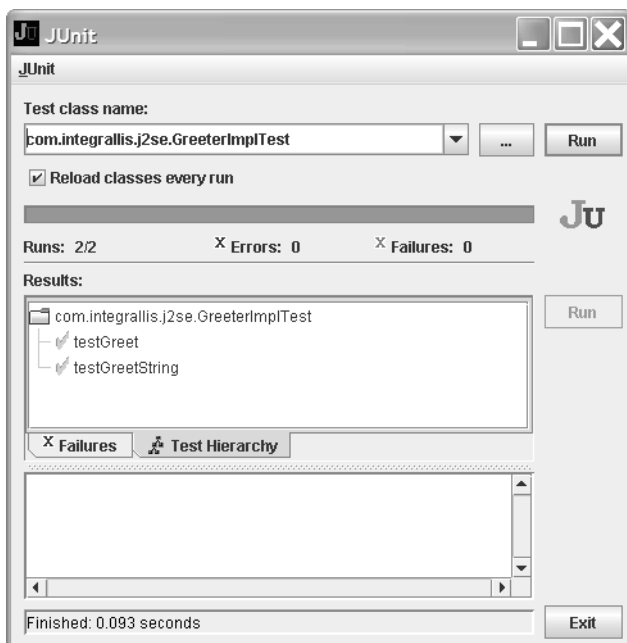 JU JUnit
JUnit
Test class name:
com.integrallis.j2se.GreeterImplTest
...
Run
Reload classes every run
JU
Runs: 2/2 X Errors: 0 X Failures: 0
Results:
com.integrallis.j2se.GreeterImplTest
Run
testGreet
testGreetString
X Failures Test Hierarchy
Finished: 0.093 seconds
Exit